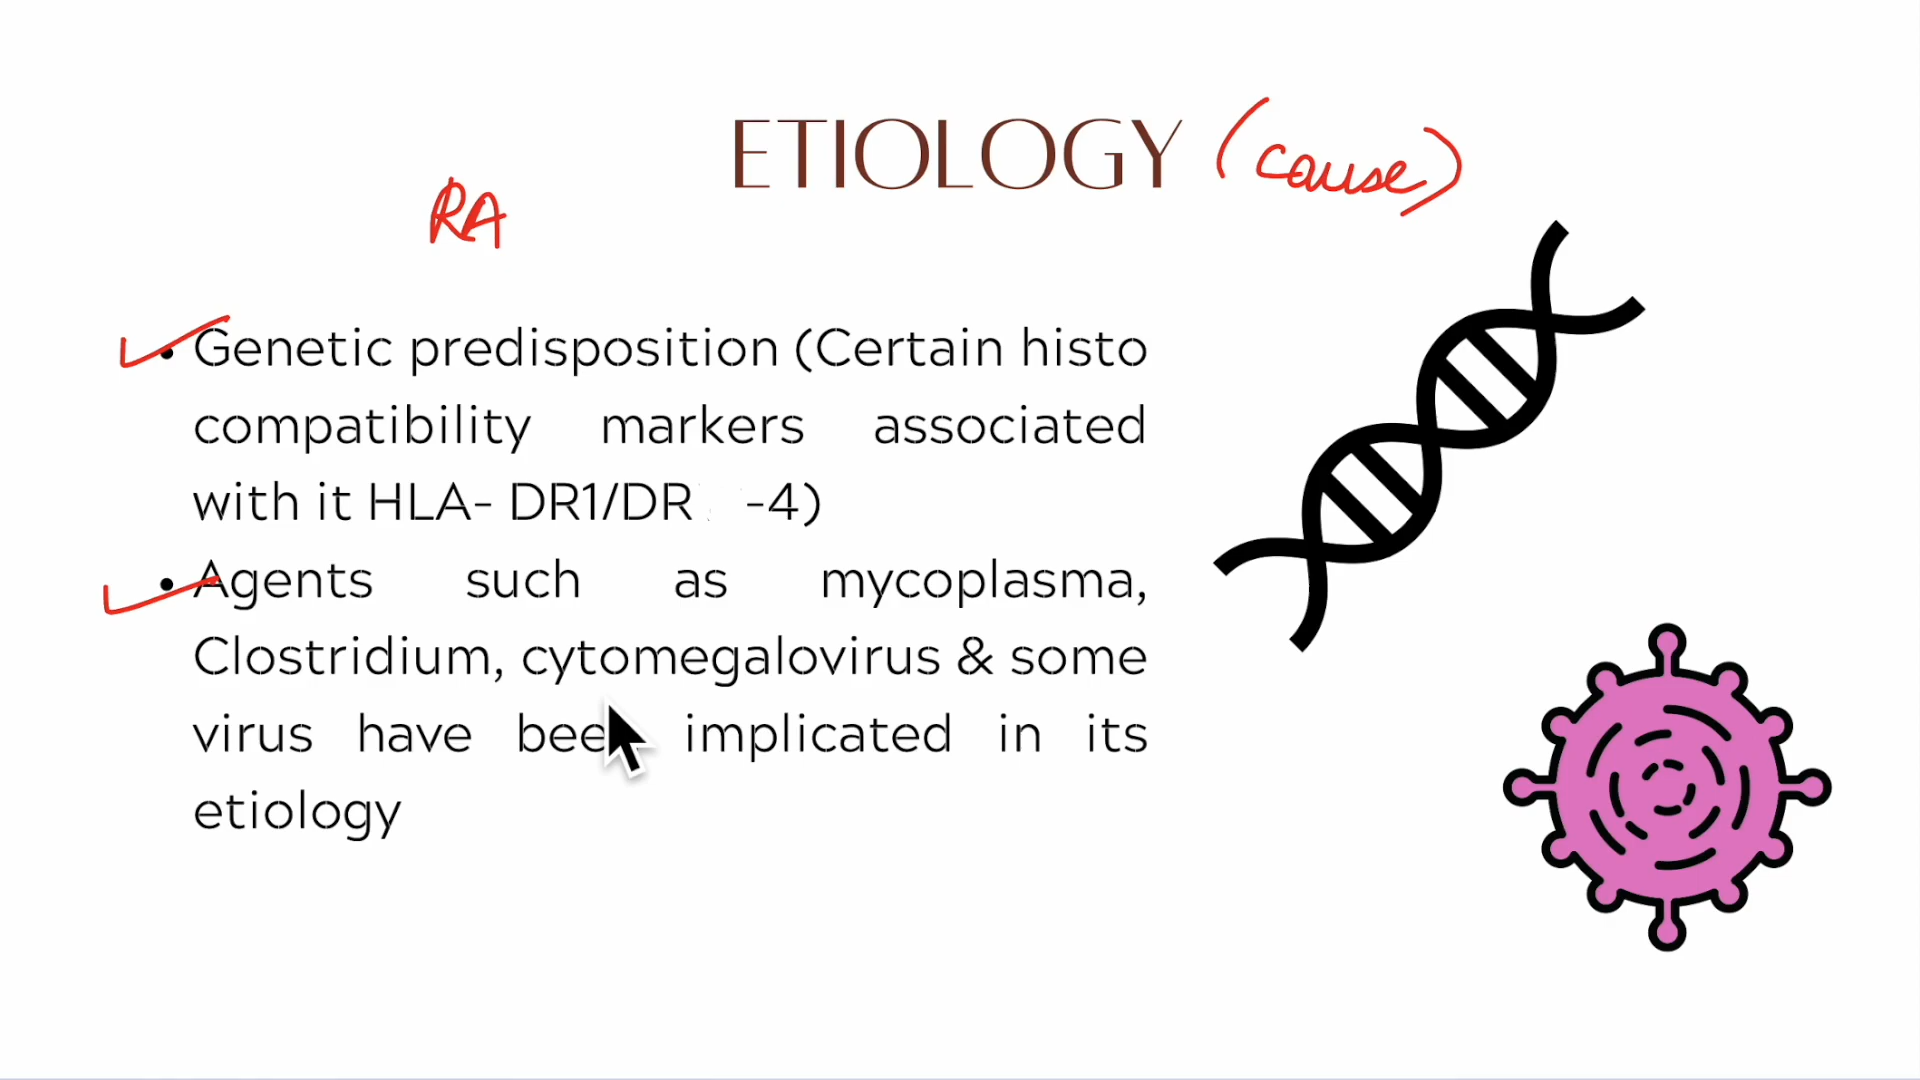 ETIOLOGY (cause)
RA
• Genetic predisposition (Certain histo
compatibility markers associated
with it HLA- DR1/DR -4)
• Agents such as mycoplasma,
Clostridium, cytomegalovirus & some
virus have been implicated in its
etiology